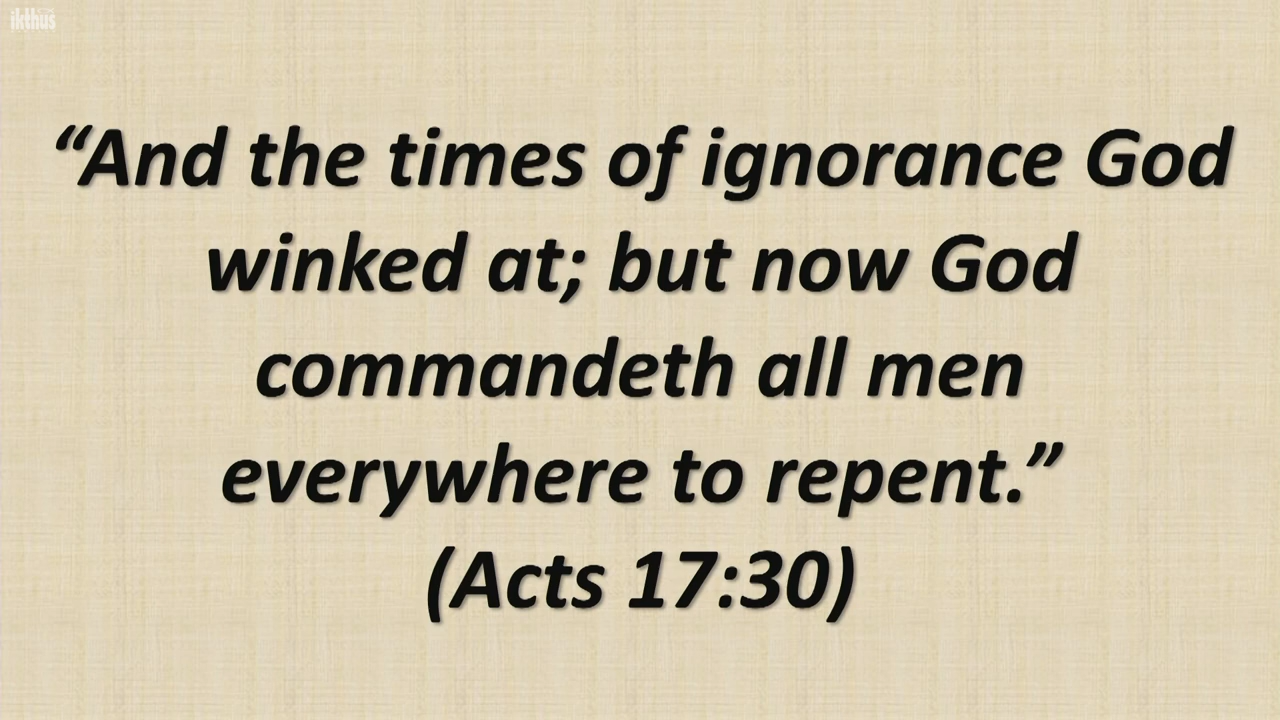 ikthus
“And the times of ignorance God
winked at; but now God
commandeth all men
everywhere to repent.”
(Acts 17:30)